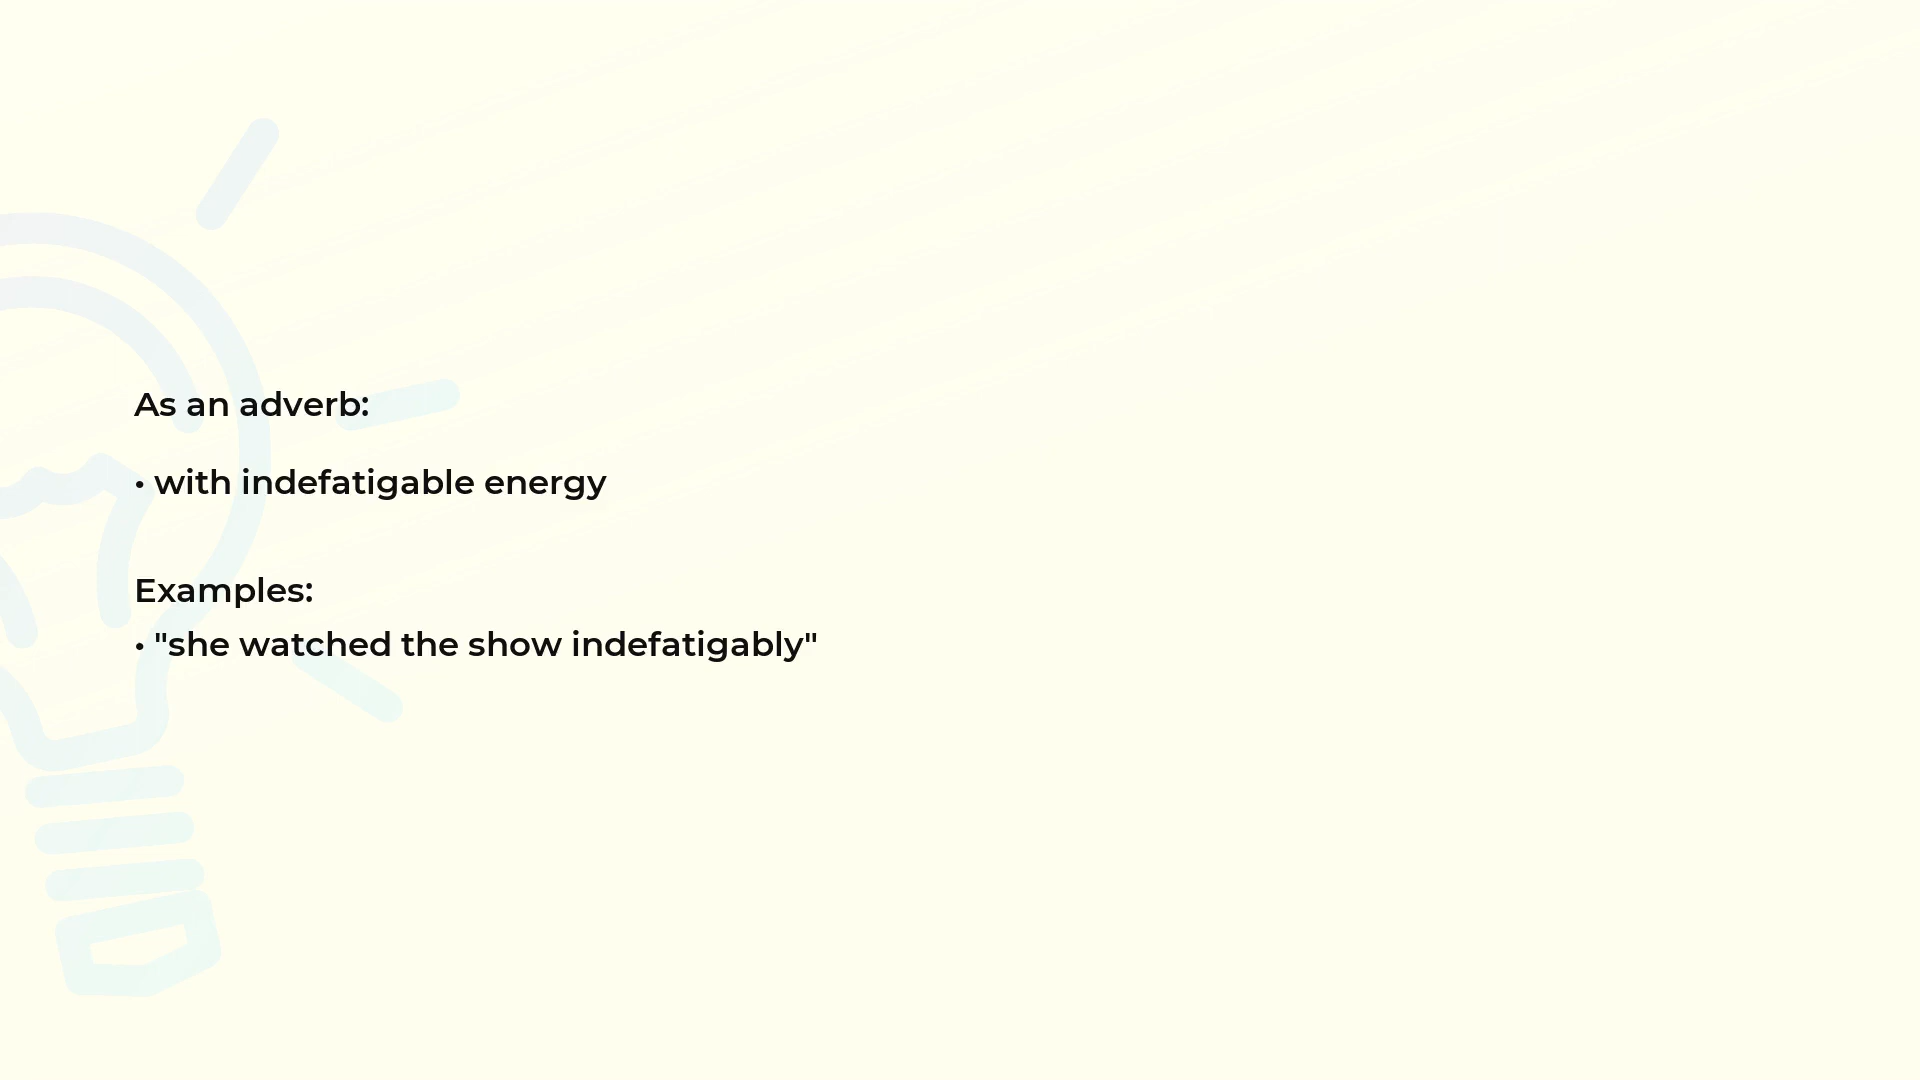 As an adverb:
• with indefatigable energy
Examples:
• "she watched the show indefatigably"